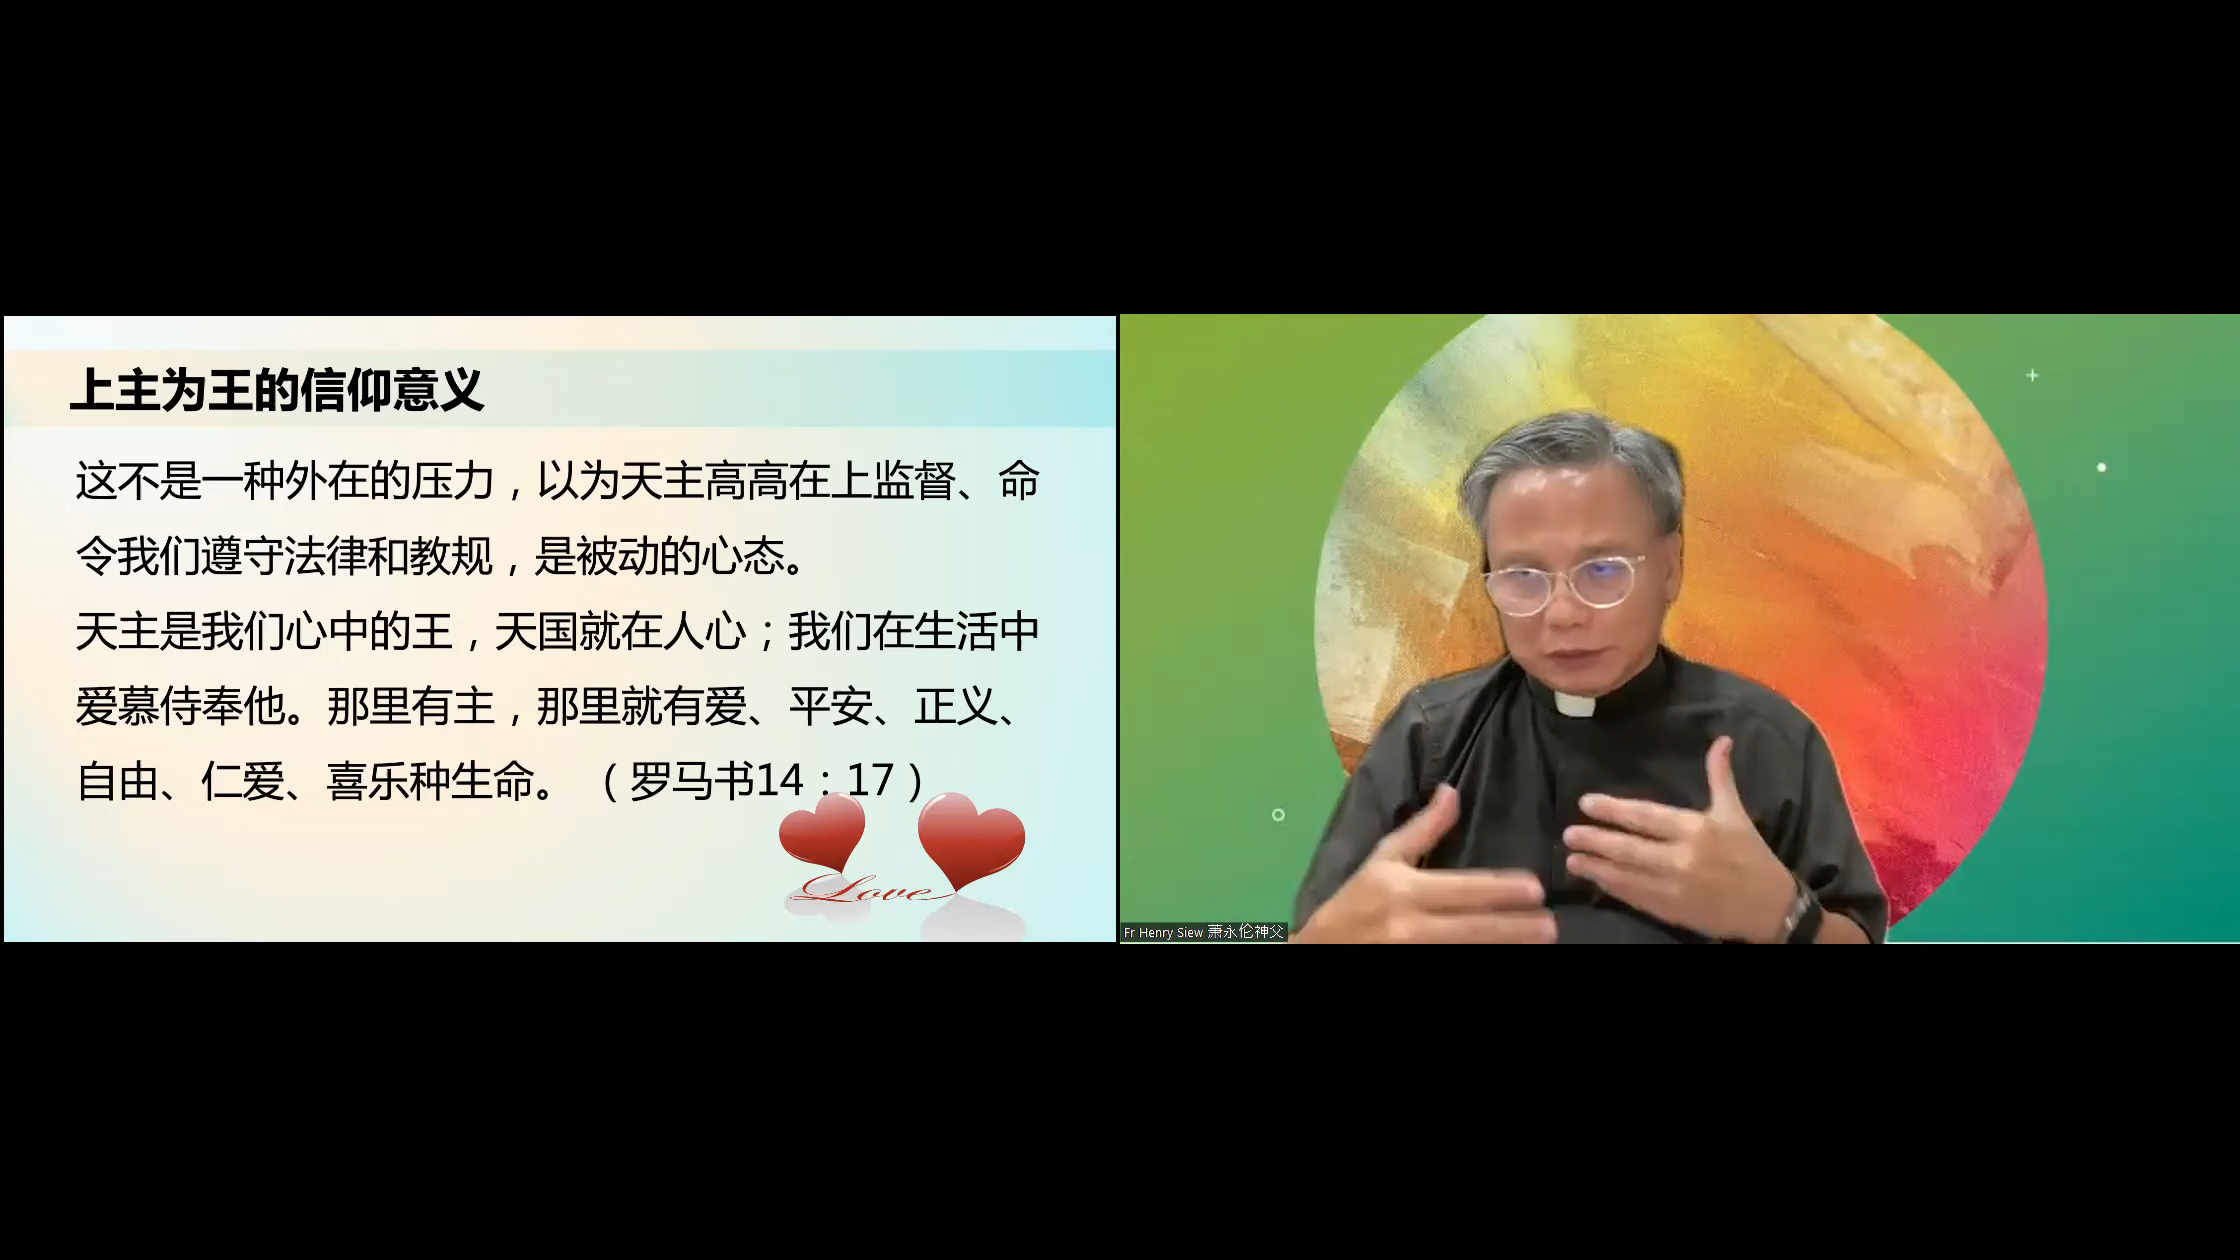 上主为王的信仰意义
这不是一种外在的压力，以为天主高高在上监督、命
令我们遵守法律和教规，是被动的心态。
天主是我们心中的王，天国就在人心；我们在生活中
爱慕侍奉他。那里有主，那里就有爱、平安、正义、
自由、仁爱、喜乐种生命。（罗马书14：17）
Love
Fr Henry Siew 萧永伦神父